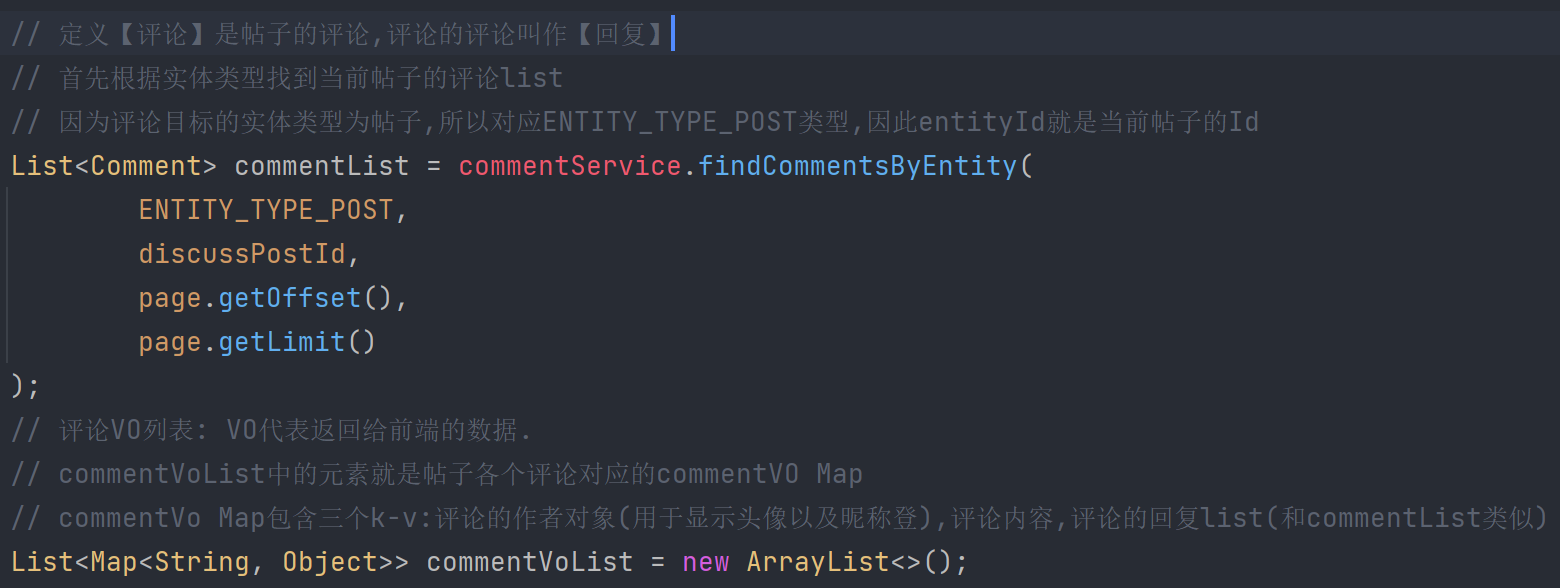 // 定义【评论】是帖子的评论,评论的评论叫作【回复】
// 首先根据实体类型找到当前帖子的评论list
// 因为评论目标的实体类型为帖子,所以对应ENTITY_TYPE_POST类型,因此entityId就是当前帖子的Id
List<Comment> commentList = commentService.findCommentsByEntity(
        ENTITY_TYPE_POST,
        discussPostId,
        page.getOffset(),
        page.getLimit()
);
// 评论VO列表: VO代表返回给前端的数据.
// commentVoList中的元素就是帖子各个评论对应的commentVO Map
// commentVo Map包含三个k-v:评论的作者对象(用于显示头像以及昵称登),评论内容,评论的回复list(和commentList类似)
List<Map<String, Object>> commentVoList = new ArrayList<>();